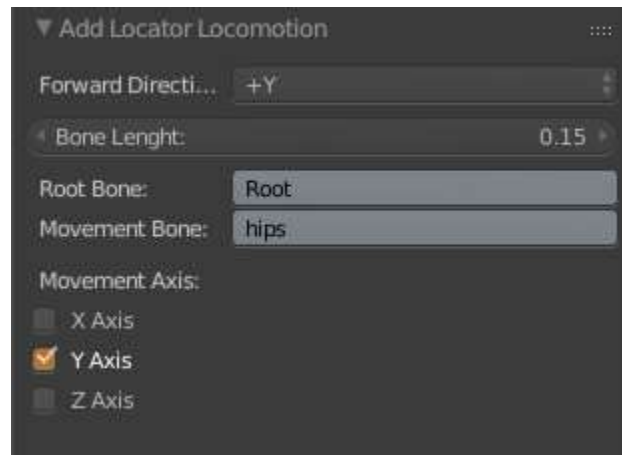 Add Locator Locomotion
Forward Directi... +Y
Bone Lenght: 0.15
Root Bone: Root
Movement Bone: hips
Movement Axis:
X Axis
Y Axis
Z Axis